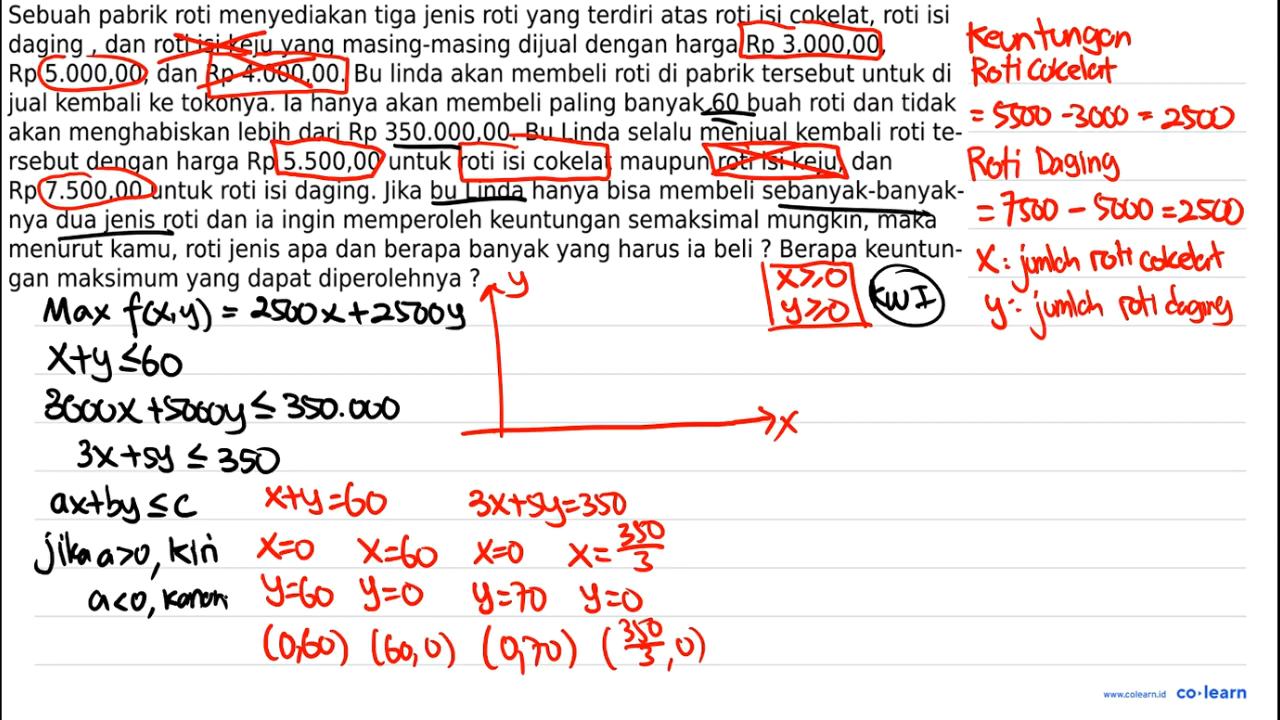 Sebuah pabrik roti menyediakan tiga jenis roti yang terdiri atas roti isi cokelat, roti isi
daging , dan roti isi keju yang masing-masing dijual dengan harga Rp 3.000,00,
Rp 5.000,00, dan Rp 4.000,00. Bu linda akan membeli roti di pabrik tersebut untuk di
jual kembali ke tokonya. Ia hanya akan membeli paling banyak 60 buah roti dan tidak
akan menghabiskan lebih dari Rp 350.000,00. Bu Linda selalu menjual kembali roti te-
rsebut dengan harga Rp 5.500,00 untuk roti isi cokelat maupun roti isi keju, dan
Rp 7.500,00 untuk roti isi daging. Jika bu Linda hanya bisa membeli sebanyak-banyak-
nya dua jenis roti dan ia ingin memperoleh keuntungan semaksimal mungkin, maka
menurut kamu, roti jenis apa dan berapa banyak yang harus ia beli ? Berapa keuntun-
gan maksimum yang dapat diperolehnya ?
Keuntungan
Roti cokelat
= 5500 - 3000 = 2500
Roti Daging
= 7500 - 5000 = 2500
x : jumlah roti cokelat
y : jumlah roti daging
Max f(x,y) = 2500x + 2500y
x+y ≤ 60
3000x + 5000y ≤ 350.000
3x + 5y ≤ 350
ax+by ≤ c
jika a>0, kiri
a<0, kanan
y
x
x≥0
y≥0
KWI
x+y=60 3x+5y=350
x=0 x=60 x=0 x=350/3
y=60 y=0 y=70 y=0
(0,60) (60,0) (0,70) (350/3, 0)
www.colearn.id co·learn